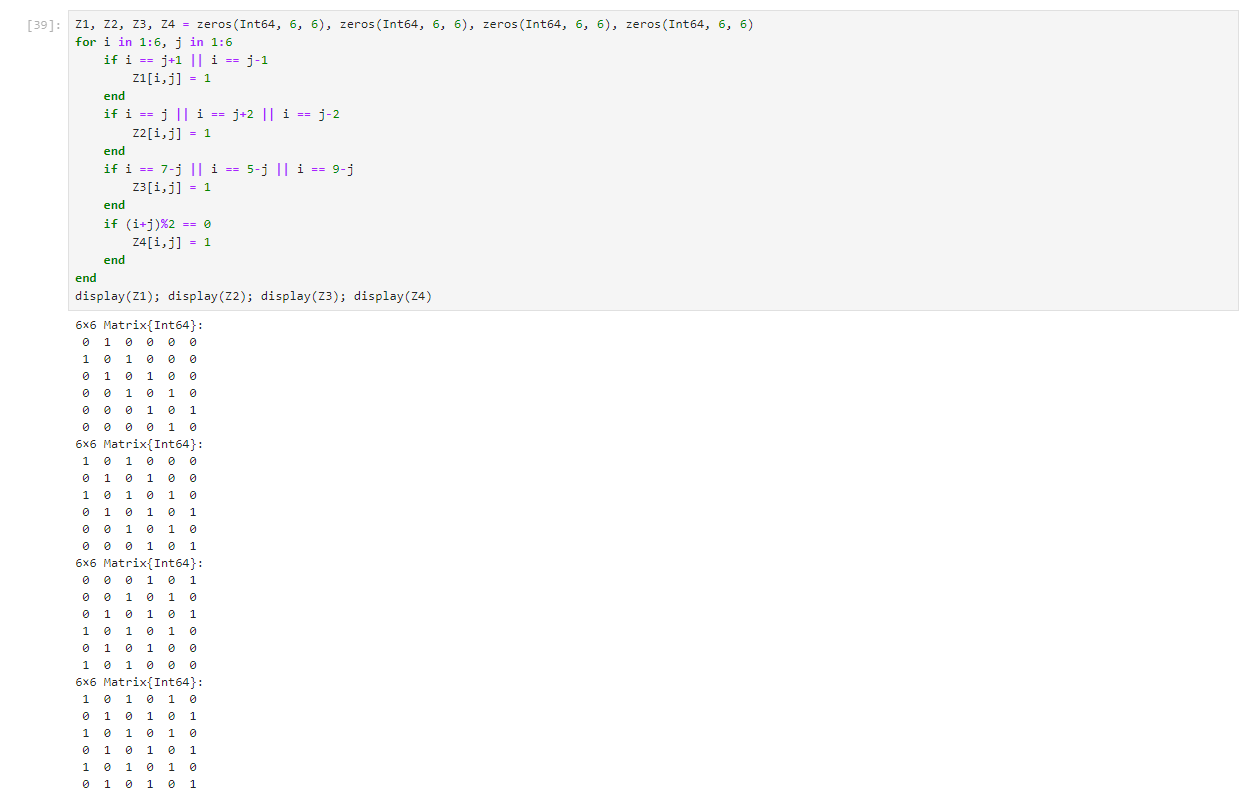 [39]: Z1, Z2, Z3, Z4 = zeros(Int64, 6, 6), zeros(Int64, 6, 6), zeros(Int64, 6, 6), zeros(Int64, 6, 6)
for i in 1:6, j in 1:6
    if i == j+1 || i == j-1
        Z1[i,j] = 1
    end
    if i == j || i == j+2 || i == j-2
        Z2[i,j] = 1
    end
    if i == 7-j || i == 5-j || i == 9-j
        Z3[i,j] = 1
    end
    if (i+j)%2 == 0
        Z4[i,j] = 1
    end
end
display(Z1); display(Z2); display(Z3); display(Z4)
6×6 Matrix{Int64}:
 0  1  0  0  0  0
 1  0  1  0  0  0
 0  1  0  1  0  0
 0  0  1  0  1  0
 0  0  0  1  0  1
 0  0  0  0  1  0
6×6 Matrix{Int64}:
 1  0  1  0  0  0
 0  1  0  1  0  0
 1  0  1  0  1  0
 0  1  0  1  0  1
 0  0  1  0  1  0
 0  0  0  1  0  1
6×6 Matrix{Int64}:
 0  0  0  1  0  1
 0  0  1  0  1  0
 0  1  0  1  0  1
 1  0  1  0  1  0
 0  1  0  1  0  0
 1  0  1  0  0  0
6×6 Matrix{Int64}:
 1  0  1  0  1  0
 0  1  0  1  0  1
 1  0  1  0  1  0
 0  1  0  1  0  1
 1  0  1  0  1  0
 0  1  0  1  0  1